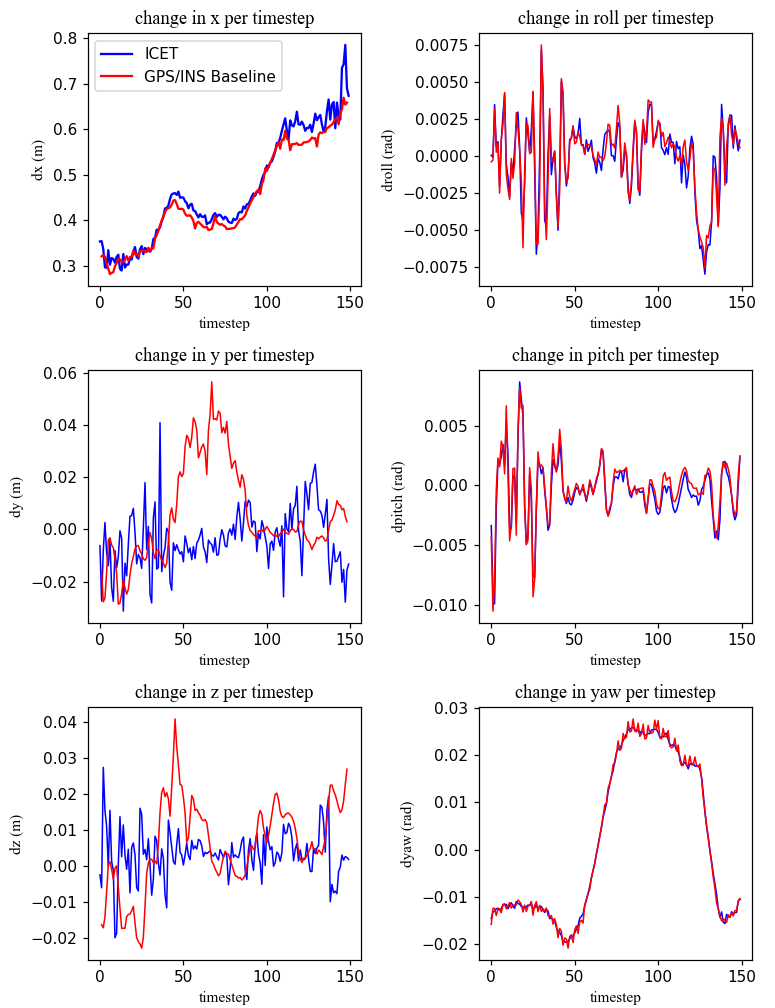 change in x per timestep
0.8
0.7
0.6
0.5
0.4
0.3
dx (m)
ICET
GPS/INS Baseline
0
50
100
150
timestep
change in roll per timestep
0.0075
0.0050
0.0025
0.0000
−0.0025
−0.0050
−0.0075
droll (rad)
0
50
100
150
timestep
change in y per timestep
0.06
0.04
0.02
0.00
−0.02
dy (m)
0
50
100
150
timestep
change in pitch per timestep
0.005
0.000
−0.005
−0.010
dpitch (rad)
0
50
100
150
timestep
change in z per timestep
0.04
0.03
0.02
0.01
0.00
−0.01
−0.02
dz (m)
0
50
100
150
timestep
change in yaw per timestep
0.03
0.02
0.01
0.00
−0.01
−0.02
dyaw (rad)
0
50
100
150
timestep